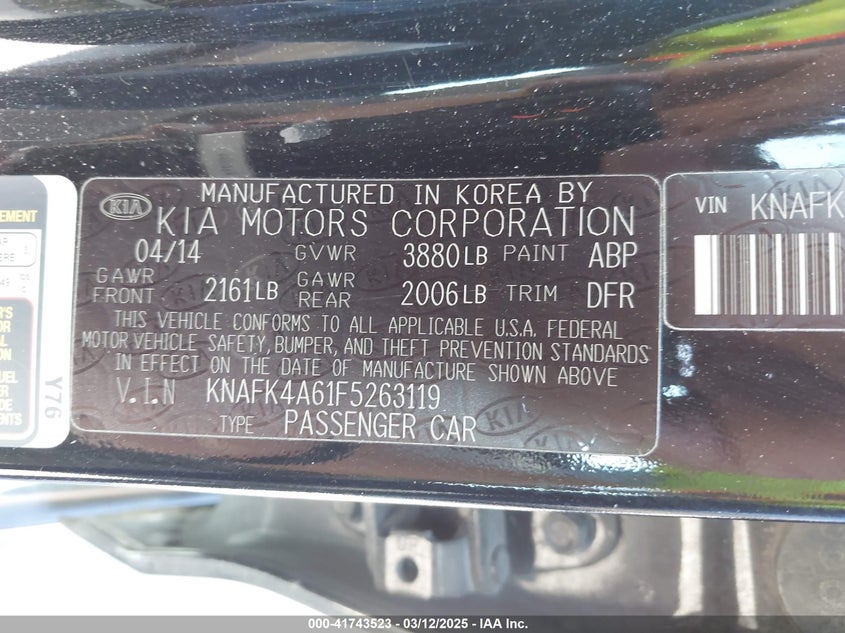 MANUFACTURED IN KOREA BY
KIA KIA MOTORS CORPORATION
04/14 GVWR 3880LB PAINT ABP
GAWR FRONT 2161LB GAWR REAR 2006LB TRIM DFR
THIS VEHICLE CONFORMS TO ALL APPLICABLE U.S.A. FEDERAL
MOTOR VEHICLE SAFETY, BUMPER, AND THEFT PREVENTION STANDARDS
IN EFFECT ON THE DATE OF MANUFACTURE SHOWN ABOVE
V.I.N KNAFK4A61F5263119
TYPE PASSENGER CAR
Y76
VIN KNAFK
000-41743523 - 03/12/2025 - IAA Inc.